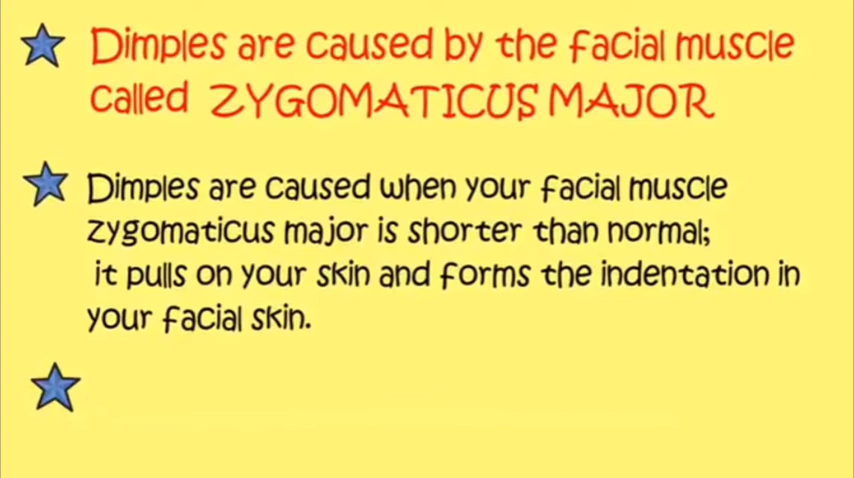 Dimples are caused by the facial muscle
called ZYGOMATICUS MAJOR
Dimples are caused when your facial muscle
zygomaticus major is shorter than normal;
it pulls on your skin and forms the indentation in
your facial skin.